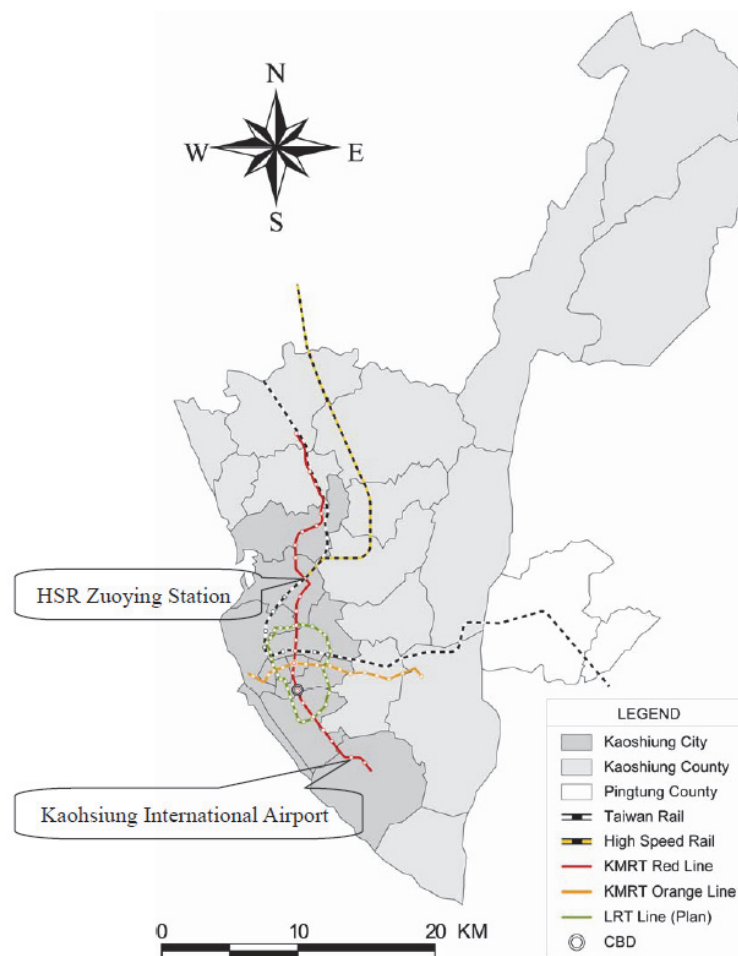 N
W
E
S
HSR Zuoying Station
Kaohsiung International Airport
LEGEND
Kaoshiung City
Kaoshiung County
Pingtung County
Taiwan Rail
High Speed Rail
KMRT Red Line
KMRT Orange Line
LRT Line (Plan)
CBD
0 10 20 KM